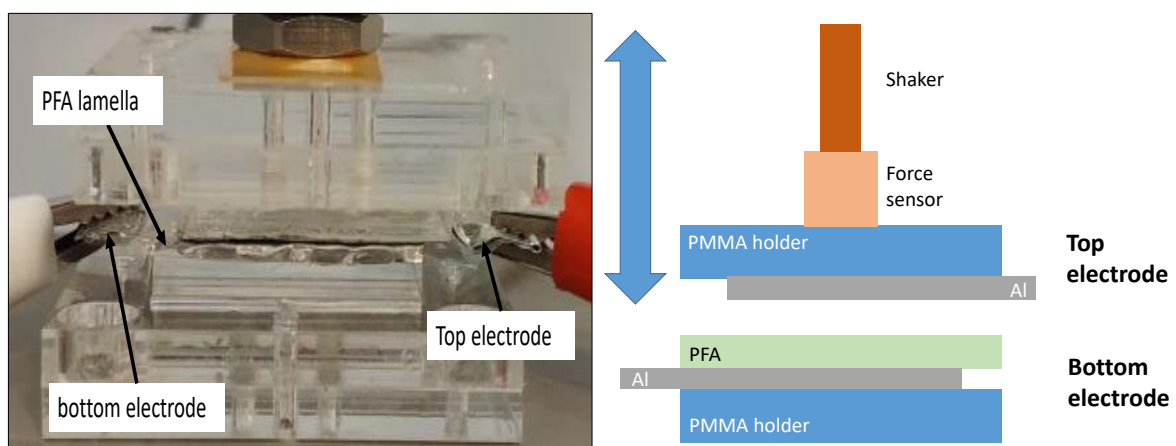 PFA lamella
Top electrode
bottom electrode
Shaker
Force
sensor
PMMA holder
Al
Top
electrode
PFA
Al
PMMA holder
Bottom
electrode